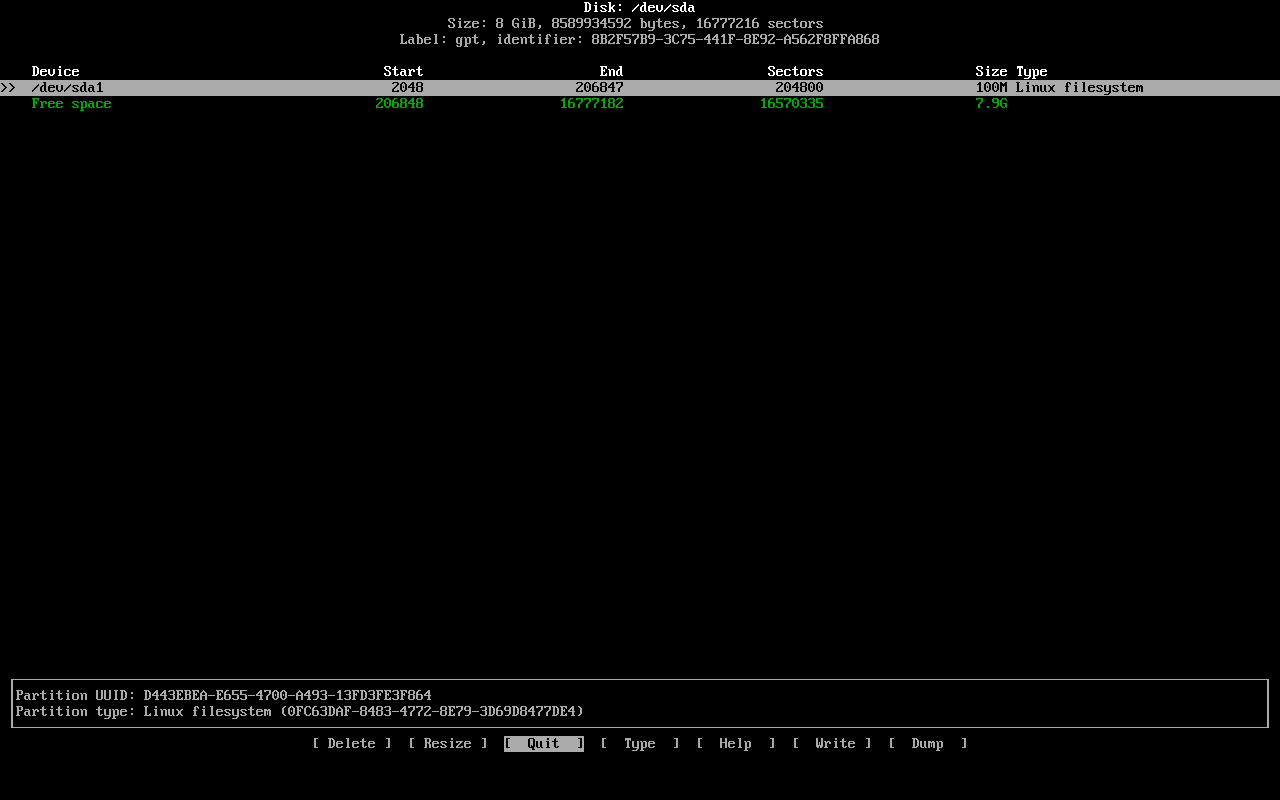 Disk: /dev/sda
Size: 8 GiB, 8589934592 bytes, 16777216 sectors
Label: gpt, identifier: 8B2F57B9-3C75-441F-8E92-A562F8FFA868
Device Start End Sectors Size Type
>> /dev/sda1 2048 206847 204800 100M Linux filesystem
Free space 206848 16777182 16570335 7.9G
Partition UUID: D443EBEA-E655-4700-A493-13FD3FE3F864
Partition type: Linux filesystem (0FC63DAF-8483-4772-8E79-3D69D8477DE4)
[ Delete ] [ Resize ] [ Quit ] [ Type ] [ Help ] [ Write ] [ Dump ]